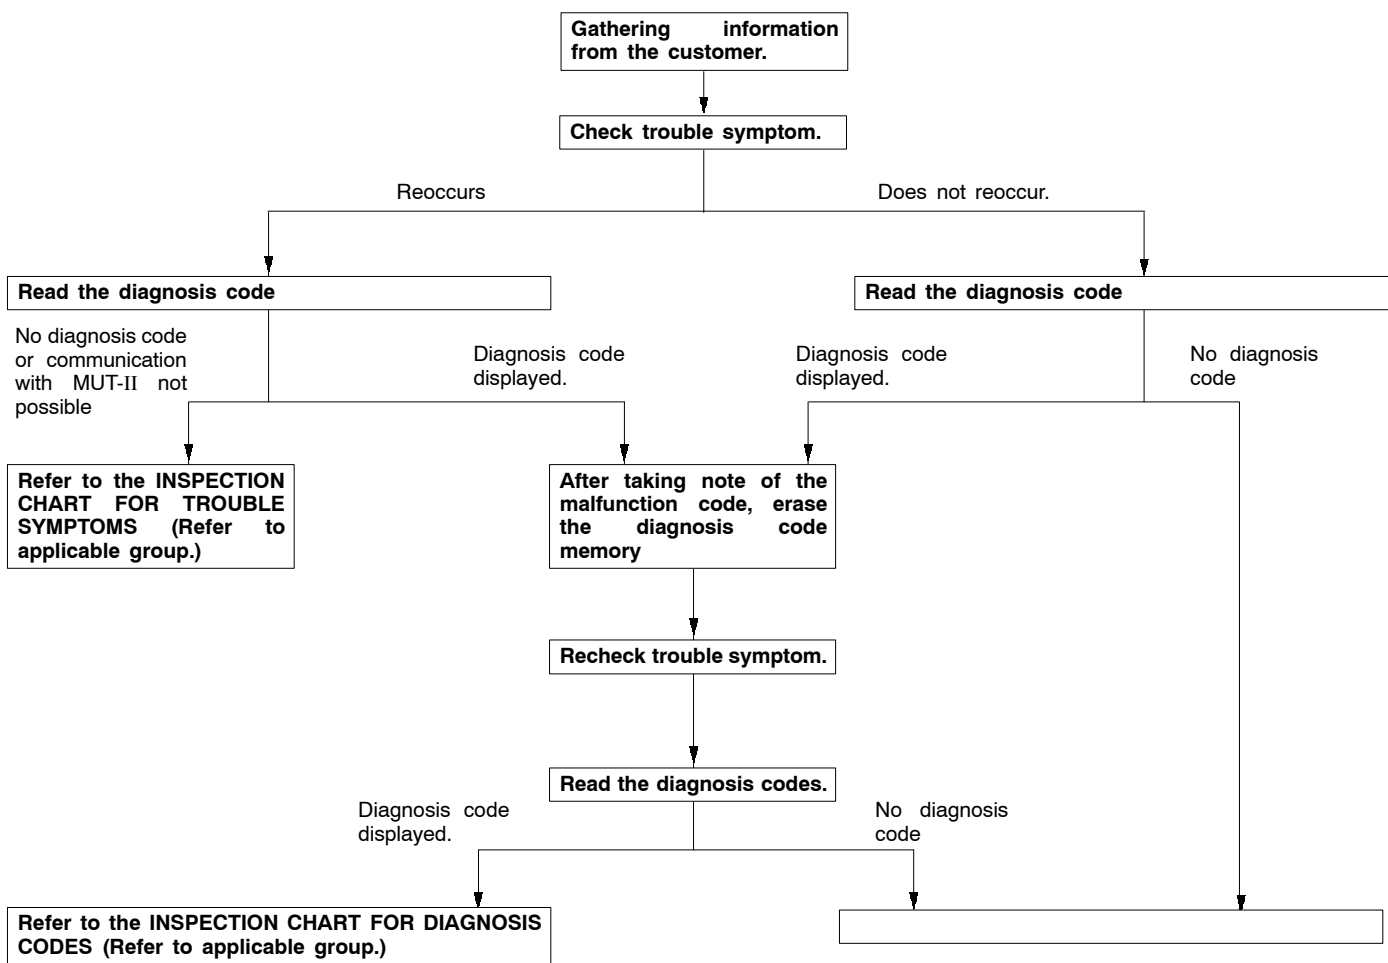 Gathering information
from the customer.
Check trouble symptom.
Reoccurs
Does not reoccur.
Read the diagnosis code
Read the diagnosis code
No diagnosis code
or communication
with MUT-II not
possible
Diagnosis code
displayed.
Diagnosis code
displayed.
No diagnosis
code
Refer to the INSPECTION
CHART FOR TROUBLE
SYMPTOMS (Refer to
applicable group.)
After taking note of the
malfunction code, erase
the diagnosis code
memory
Recheck trouble symptom.
Read the diagnosis codes.
Diagnosis code
displayed.
No diagnosis
code
Refer to the INSPECTION CHART FOR DIAGNOSIS
CODES (Refer to applicable group.)